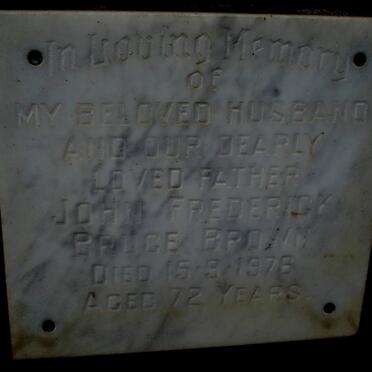 In Loving Memory
OF
MY BELOVED HUSBAND
AND OUR DEARLY
LOVED FATHER
JOHN FREDERICK
BRUCE BROWN
DIED 15·9·1976
AGED 72 YEARS